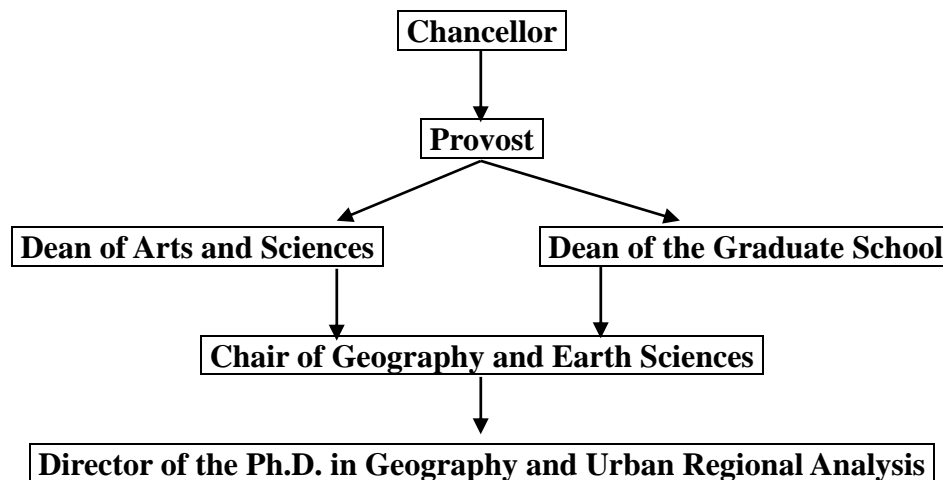 Chancellor
Provost
Dean of Arts and Sciences
Dean of the Graduate School
Chair of Geography and Earth Sciences
Director of the Ph.D. in Geography and Urban Regional Analysis